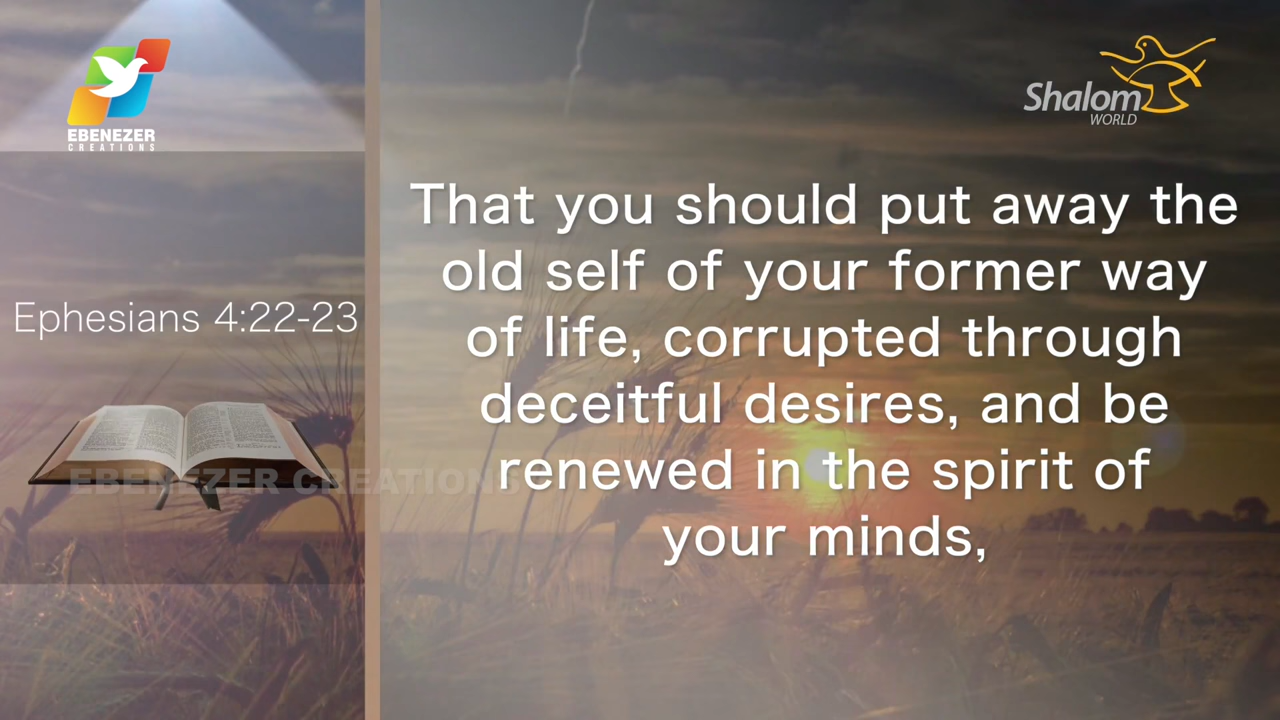 EBENEZER
CREATIONS
Shalom
WORLD
Ephesians 4:22-23
That you should put away the
old self of your former way
of life, corrupted through
deceitful desires, and be
renewed in the spirit of
your minds,
EBENEZER CREATIONS